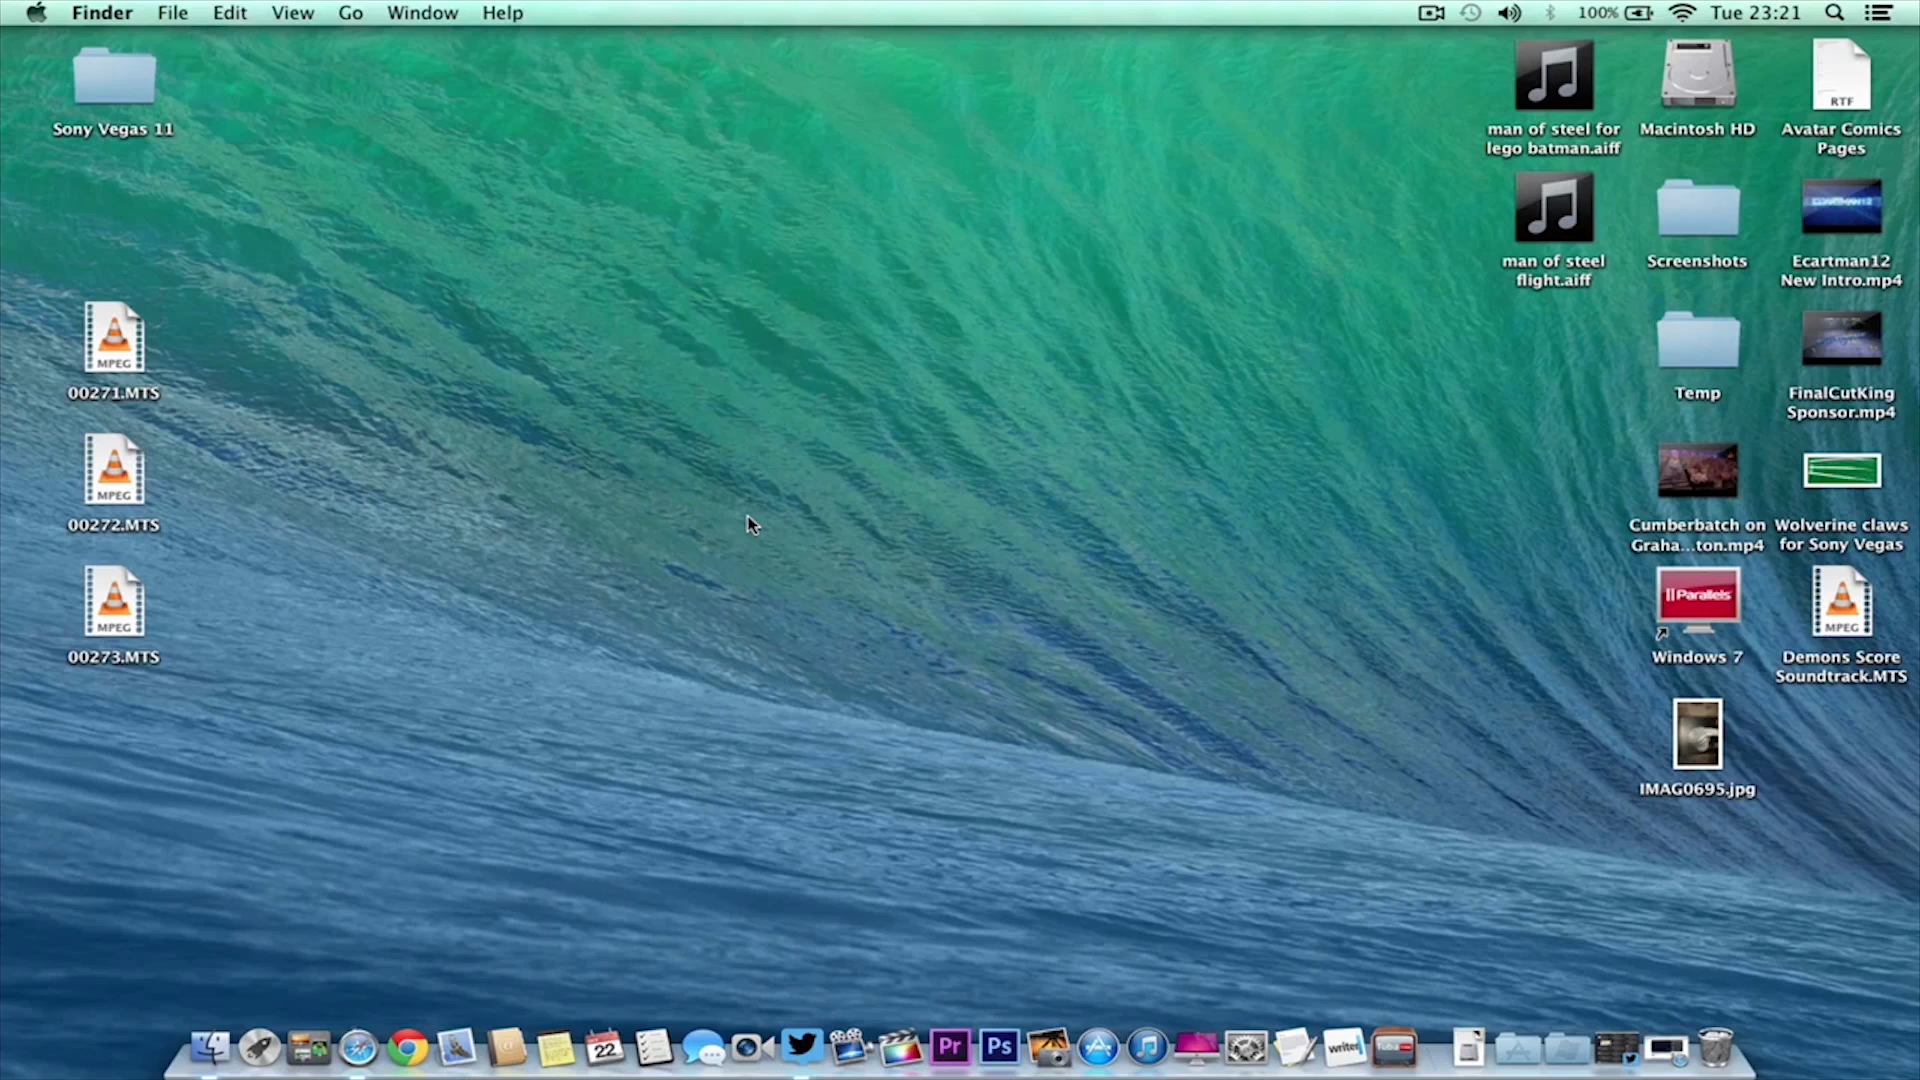 Finder File Edit View Go Window Help 100% Tue 23:21
Sony Vegas 11
00271.MTS
00272.MTS
00273.MTS
MPEG
MPEG
MPEG
man of steel for
lego batman.aiff
man of steel
flight.aiff
Macintosh HD
Screenshots
Temp
Cumberbatch on
Graha...ton.mp4
Parallels
Windows 7
IMAG0695.jpg
RTF
Avatar Comics
Pages
Ecartman12
New Intro.mp4
FinalCutKing
Sponsor.mp4
Wolverine claws
for Sony Vegas
MPEG
Demons Score
Soundtrack.MTS
22
Pr
Ps
writer